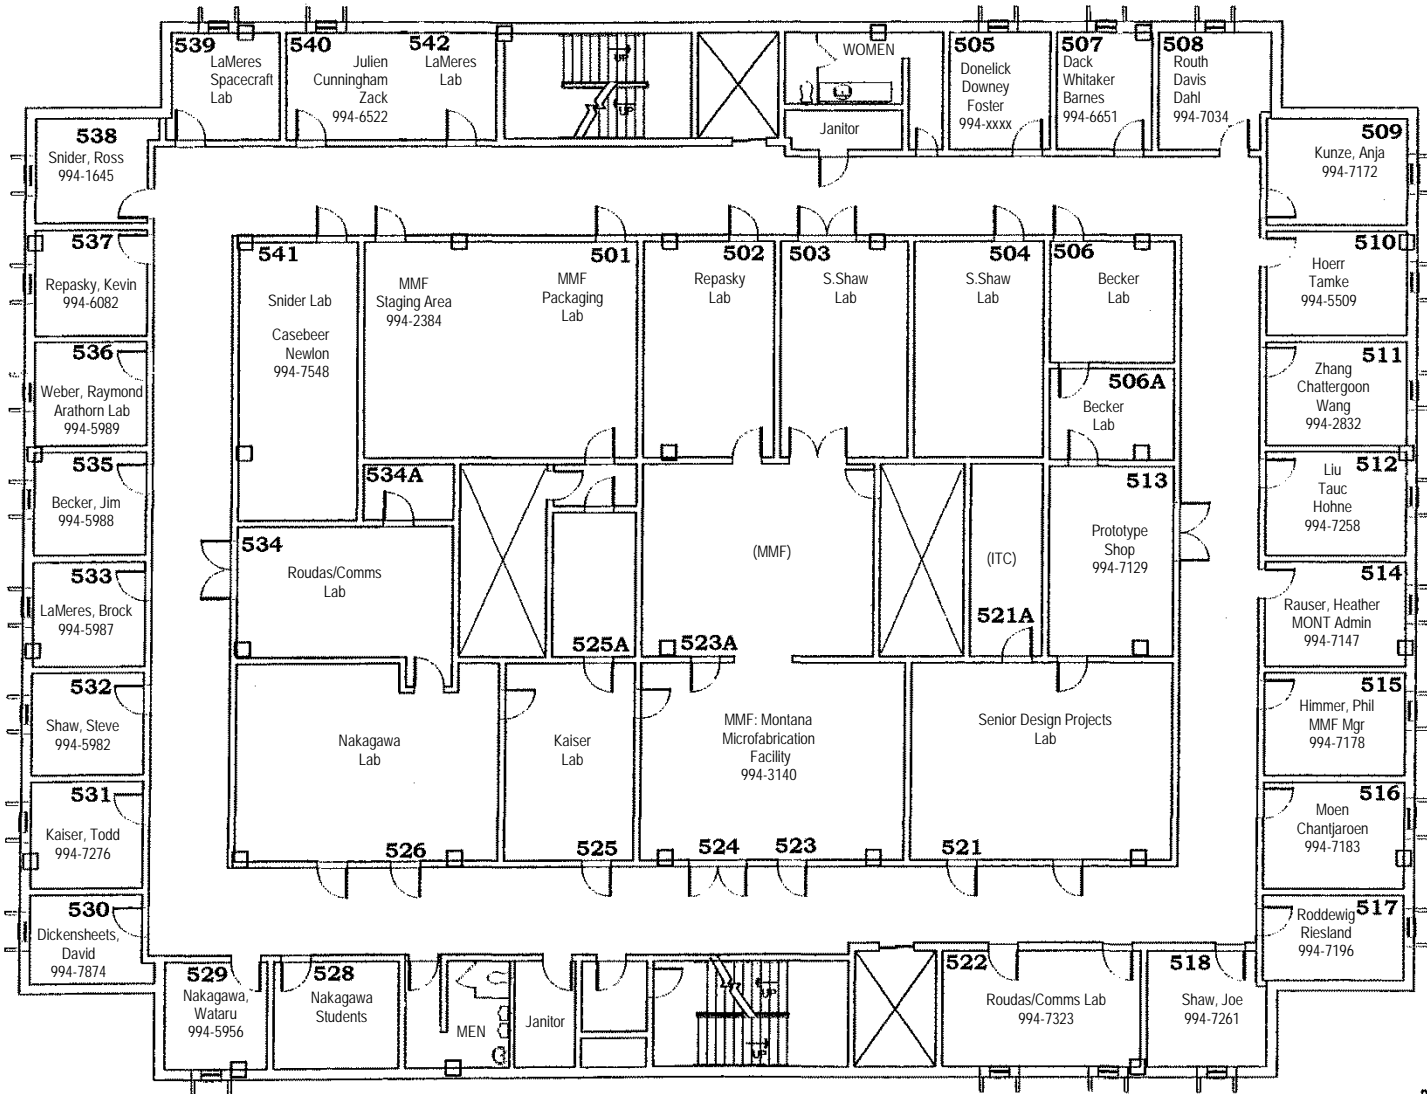 539
LaMeres
Spacecraft
Lab
540
Julien
Cunningham
Zack
994-6522
542
LaMeres
Lab
UP
UP
WOMEN
Janitor
505
Donelick
Downey
Foster
994-xxxx
507
Dack
Whitaker
Barnes
994-6651
508
Routh
Davis
Dahl
994-7034
538
Snider, Ross
994-1645
509
Kunze, Anja
994-7172
537
Repasky, Kevin
994-6082
541
Snider Lab
Casebeer
Newlon
994-7548
MMF
Staging Area
994-2384
501
MMF
Packaging
Lab
502
Repasky
Lab
503
S.Shaw
Lab
504
S.Shaw
Lab
506
Becker
Lab
510
Hoerr
Tamke
994-5509
536
Weber, Raymond
Arathorn Lab
994-5989
506A
Becker
Lab
511
Zhang
Chattergoon
Wang
994-2832
535
Becker, Jim
994-5988
534A
513
Prototype
Shop
994-7129
512
Liu
Tauc
Hohne
994-7258
534
Roudas/Comms
Lab
(MMF)
(ITC)
533
LaMeres, Brock
994-5987
525A
523A
521A
514
Rauser, Heather
MONT Admin
994-7147
532
Shaw, Steve
994-5982
Nakagawa
Lab
Kaiser
Lab
MMF: Montana
Microfabrication
Facility
994-3140
Senior Design Projects
Lab
515
Himmer, Phil
MMF Mgr
994-7178
531
Kaiser, Todd
994-7276
526
525
524
523
521
516
Moen
Chantjaroen
994-7183
530
Dickensheets,
David
994-7874
517
Roddewig
Riesland
994-7196
529
Nakagawa,
Wataru
994-5956
528
Nakagawa
Students
MEN
Janitor
UP
UP
522
Roudas/Comms Lab
994-7323
518
Shaw, Joe
994-7261